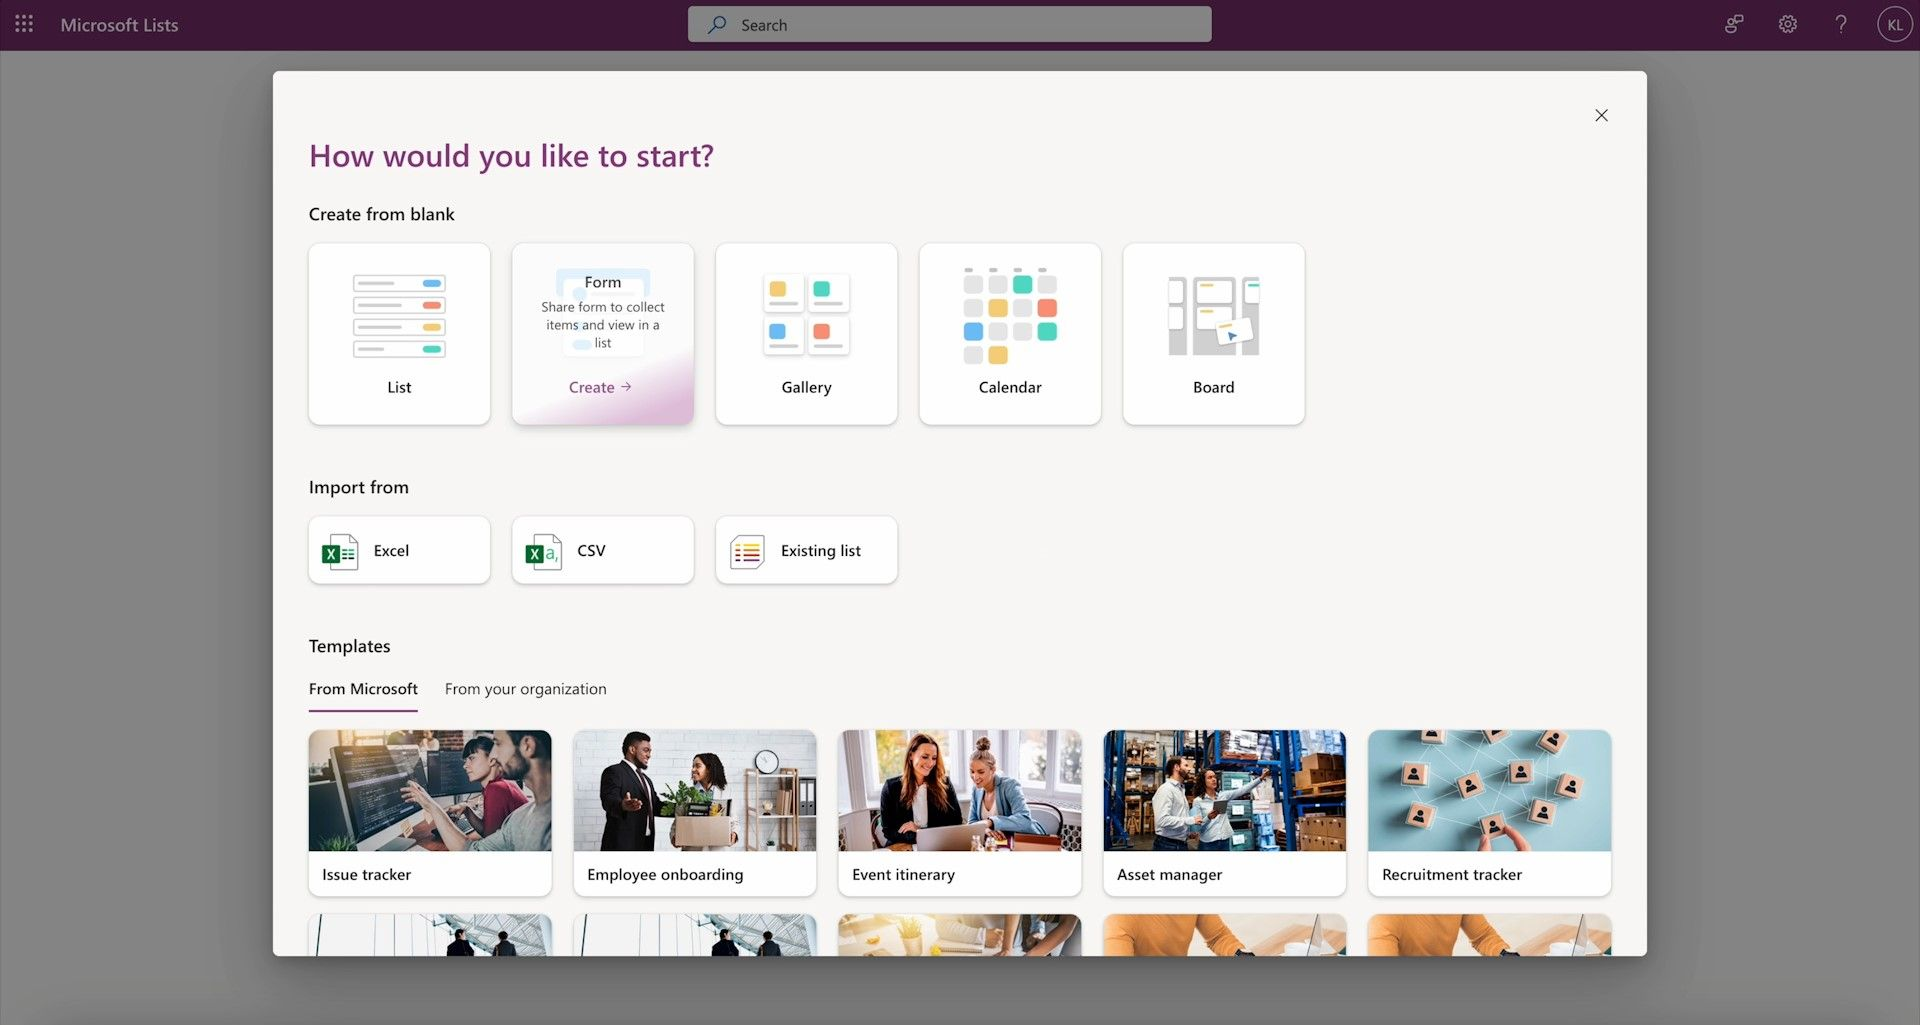 Microsoft Lists
Search
KL
How would you like to start?
Create from blank
List
Form
Share form to collect
items and view in a
list
Create →
Gallery
Calendar
Board
Import from
Excel
CSV
Existing list
Templates
From Microsoft
From your organization
Issue tracker
Employee onboarding
Event itinerary
Asset manager
Recruitment tracker